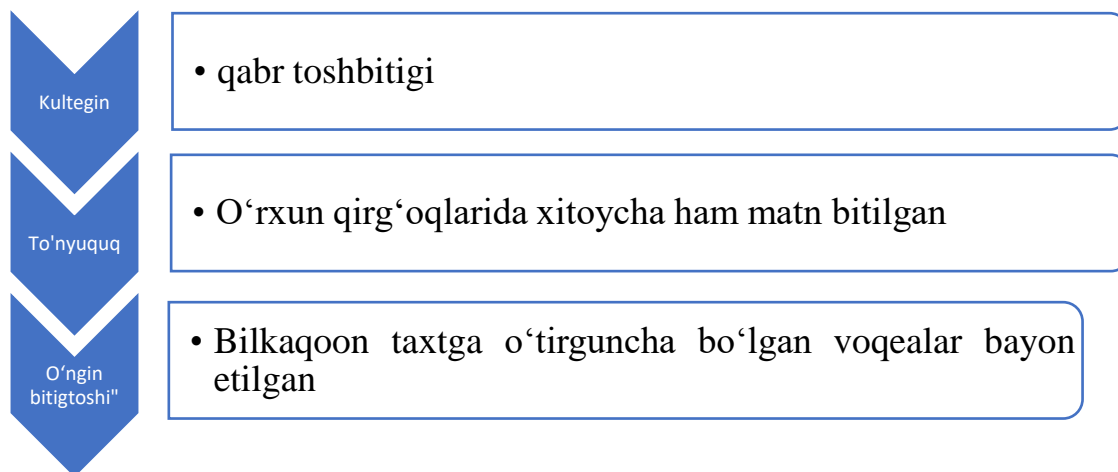 Kultegin
• qabr toshbitigi
To'nyuquq
• O‘rxun qirg‘oqlarida xitoycha ham matn bitilgan
O‘ngin
bitigtoshi"
• Bilkaqoon taxtga o‘tirguncha bo‘lgan voqealar bayon
etilgan